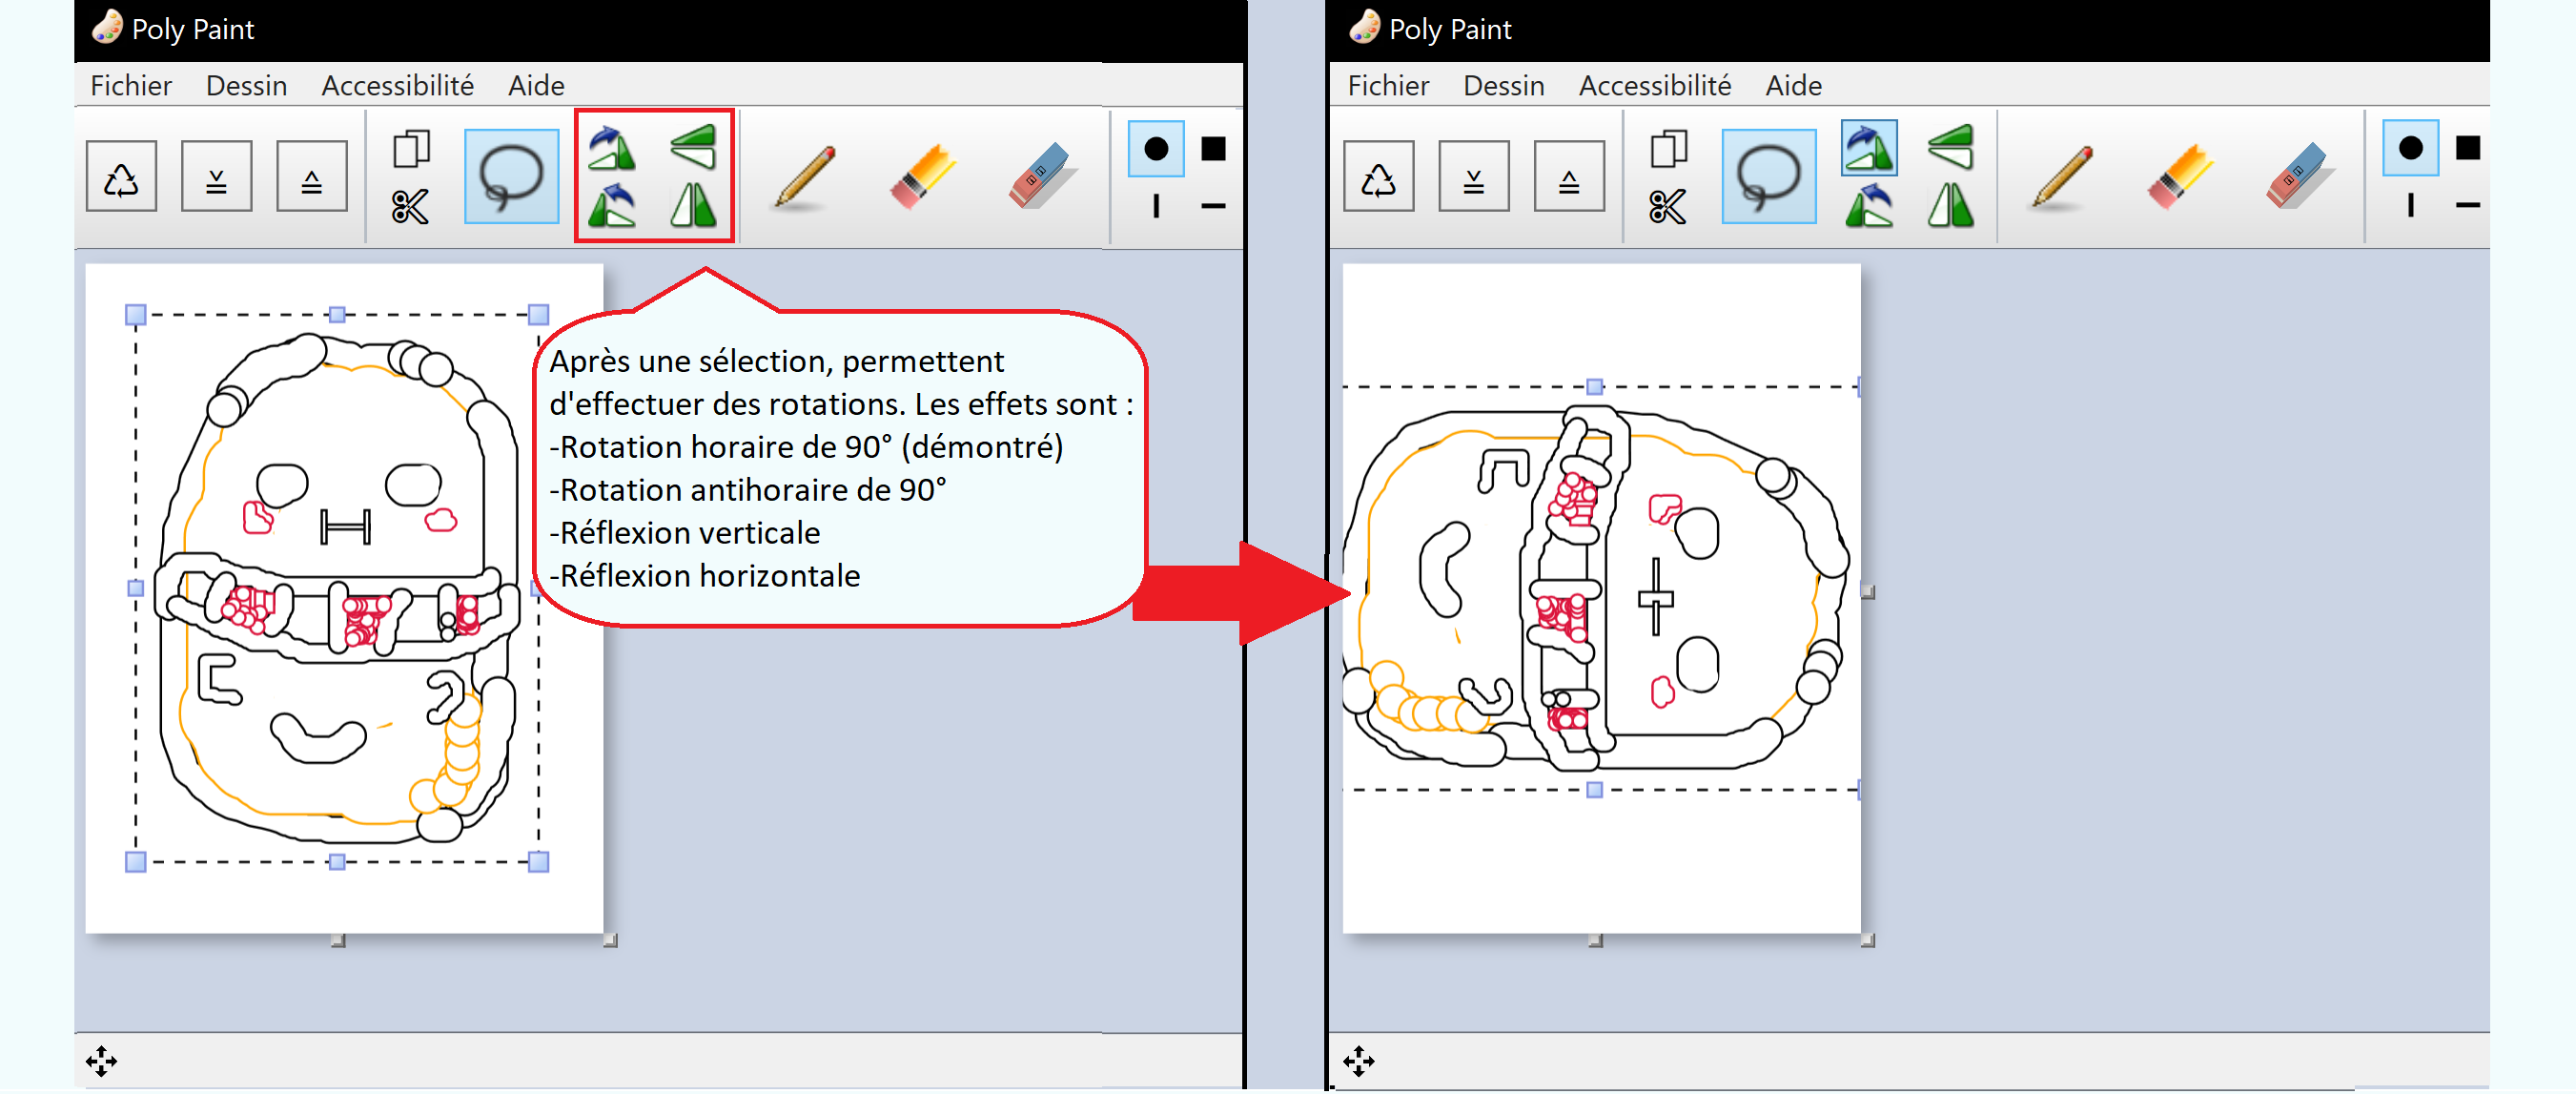 Poly Paint
Fichier Dessin Accessibilité Aide
Après une sélection, permettent
d'effectuer des rotations. Les effets sont :
-Rotation horaire de 90° (démontré)
-Rotation antihoraire de 90°
-Réflexion verticale
-Réflexion horizontale
Poly Paint
Fichier Dessin Accessibilité Aide